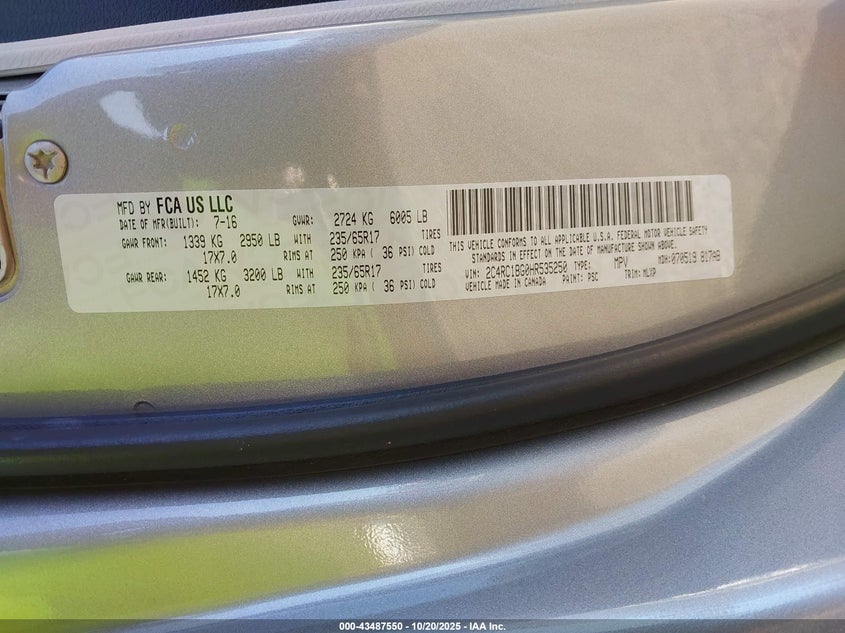 MFD BY FCA US LLC
DATE OF MFR(BUILT): 7-16 GVWR: 2724 KG 6005 LB
GAWR FRONT: 1339 KG 2950 LB WITH 235/65R17 TIRES
17X7.0 RIMS AT 250 KPA ( 36 PSI) COLD
GAWR REAR: 1452 KG 3200 LB WITH 235/65R17 TIRES
17X7.0 RIMS AT 250 KPA ( 36 PSI) COLD
THIS VEHICLE CONFORMS TO ALL APPLICABLE U.S.A. FEDERAL MOTOR VEHICLE SAFETY
STANDARDS IN EFFECT ON THE DATE OF MANUFACTURE SHOWN ABOVE.
VIN: 2C4RC1BG0HR535250 TYPE: MPV MDH: 070519 017AB
VEHICLE MADE IN CANADA PAINT: PSC TRIM: MLXP
000-43487550 - 10/20/2025 - IAA Inc.